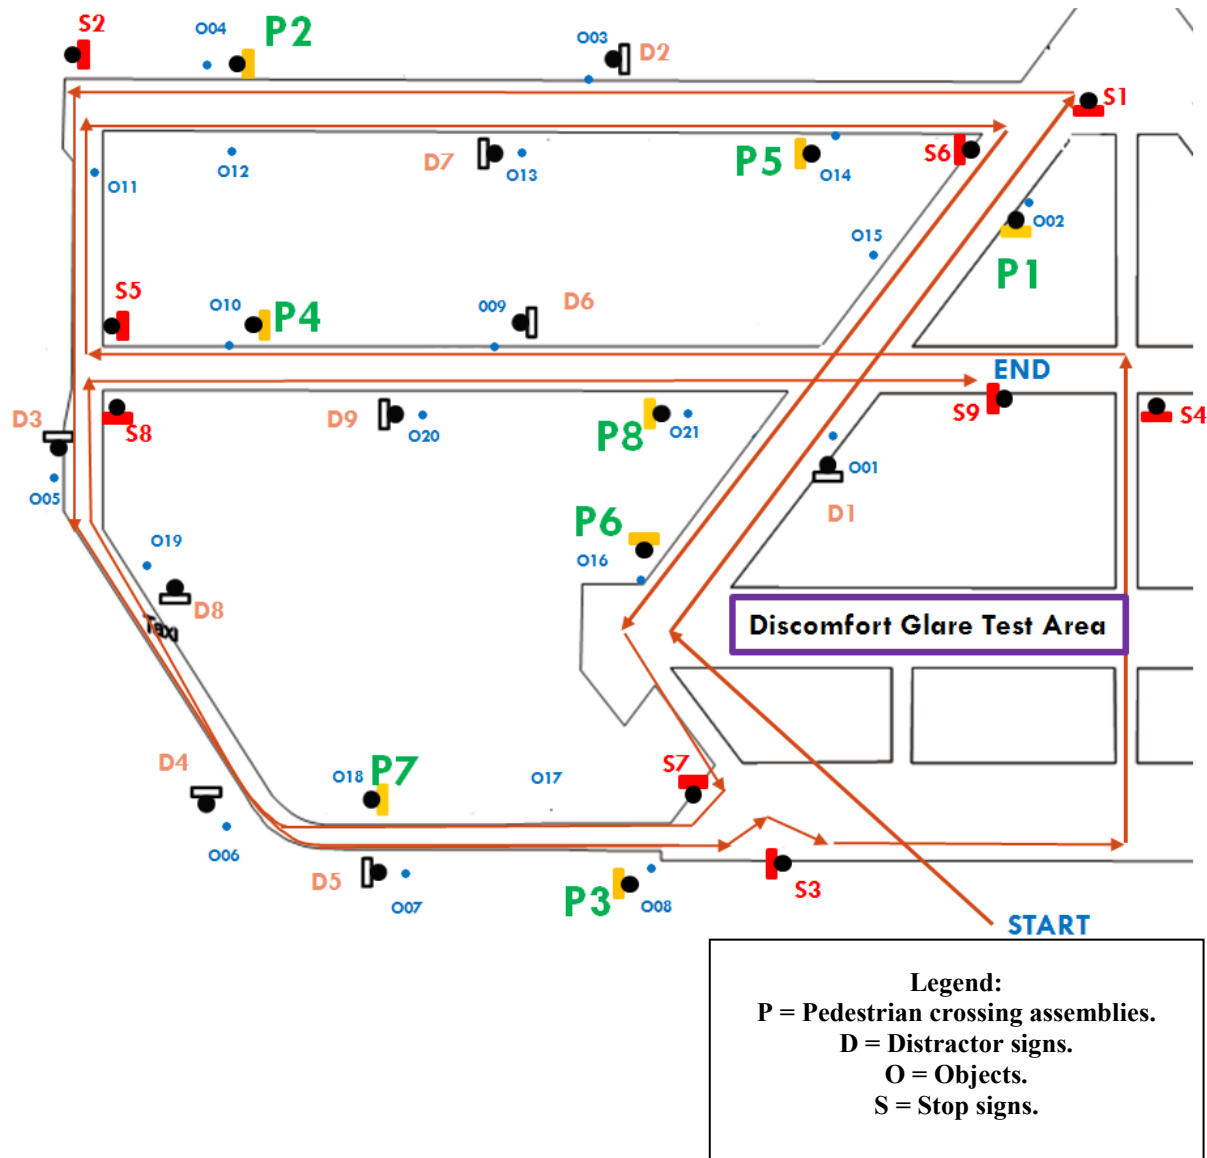 S2
O04
P2
O03
D2
S1
O11
O12
D7
O13
P5
O14
S6
O02
P1
O15
S5
O10
P4
009
D6
END
D3
S8
D9
O20
P8
O21
S9
S4
O05
O01
D1
P6
O19
O16
D8
Taxi
Discomfort Glare Test Area
D4
O18
P7
O17
S7
O06
D5
O07
P3
O08
S3
START
Legend:
P = Pedestrian crossing assemblies.
D = Distractor signs.
O = Objects.
S = Stop signs.